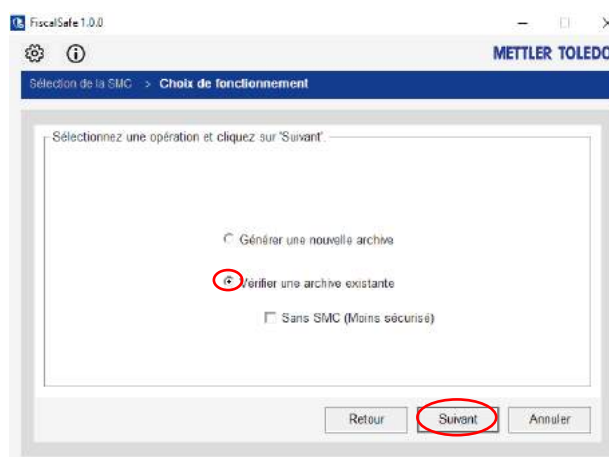 FiscalSafe 1.0.0
METTLER TOLEDO
Sélection de la SMC > Choix de fonctionnement
Sélectionnez une opération et cliquez sur 'Suivant'.
Générer une nouvelle archive
Vérifier une archive existante
Sans SMC (Moins sécurisé)
Retour Suivant Annuler